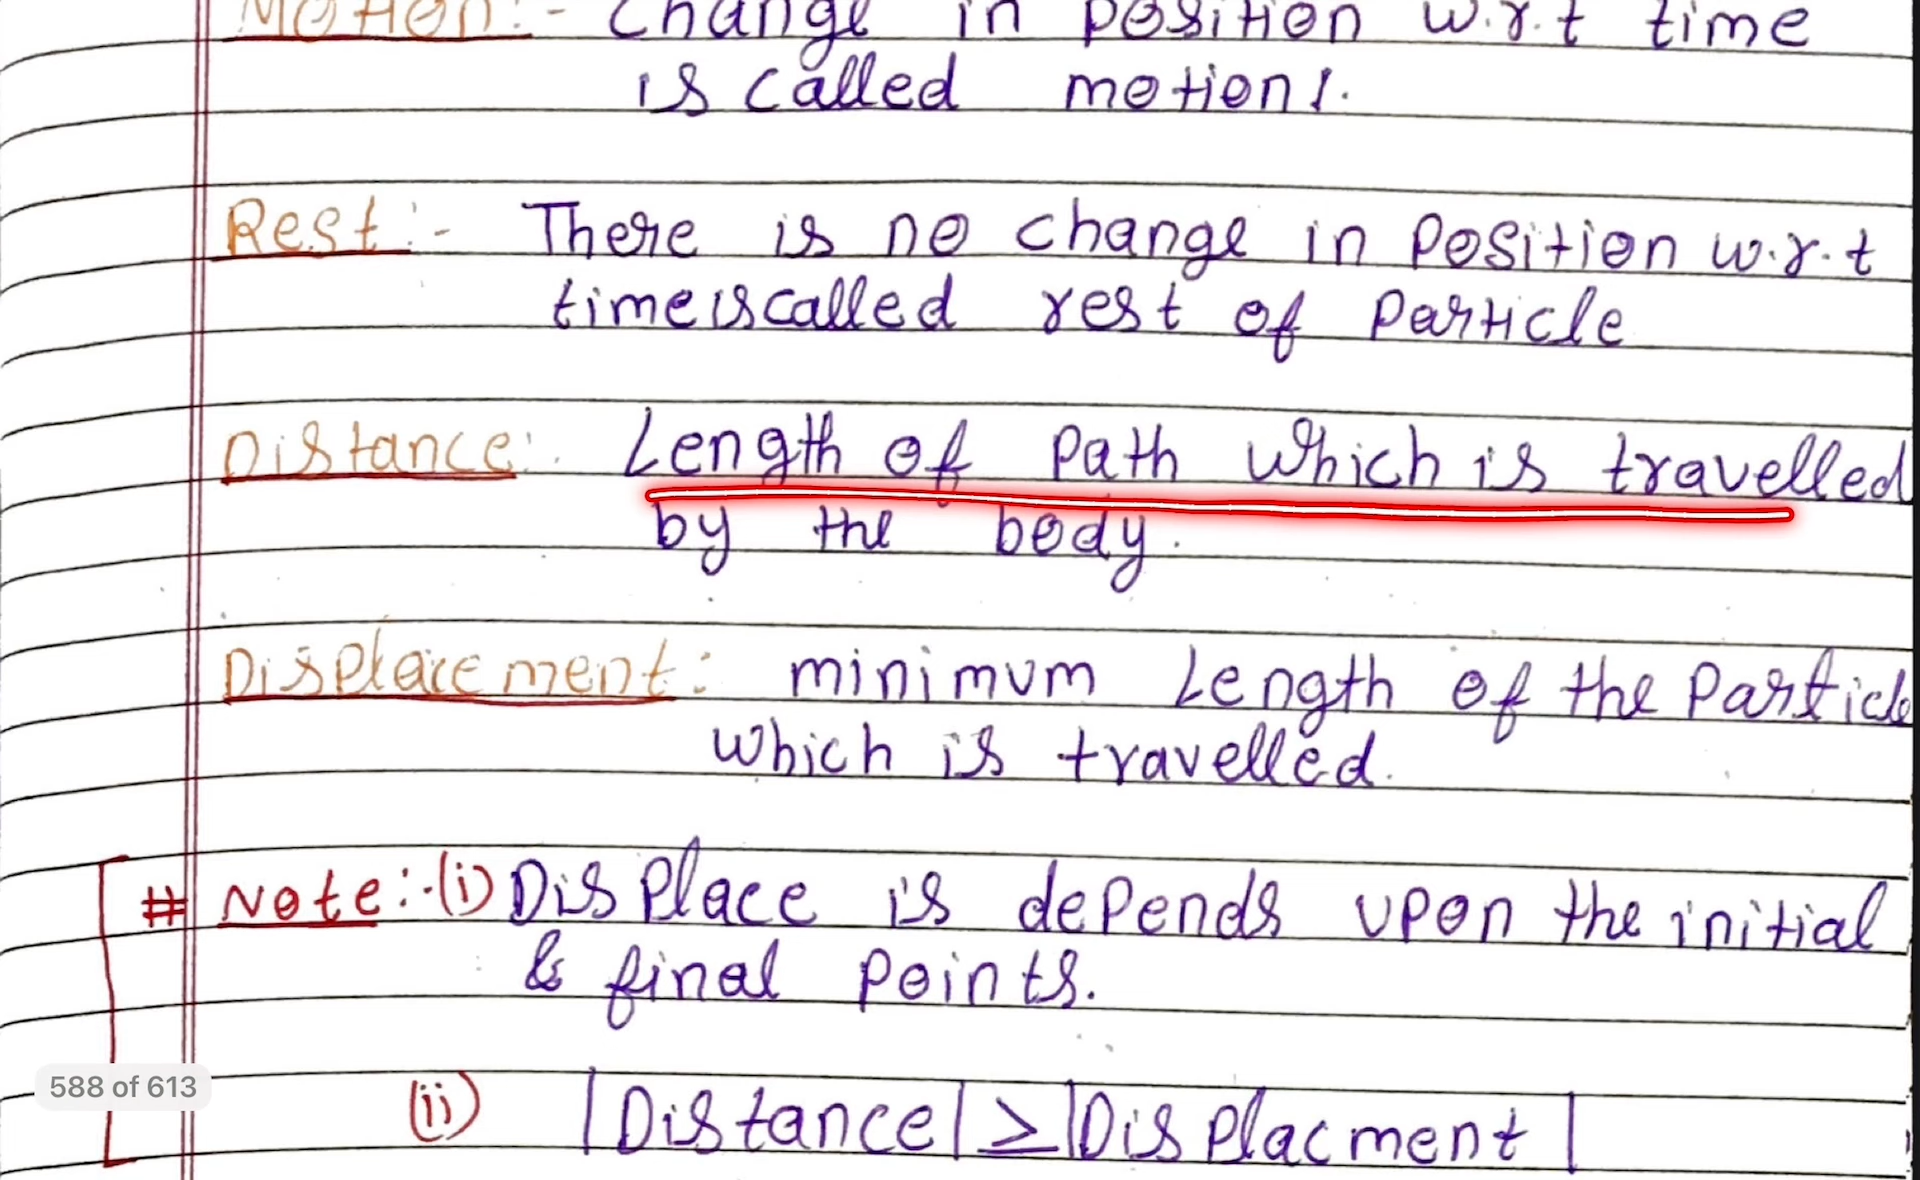 Motion:- Change in position w.r.t time
is called motion.
Rest:- There is no change in Position w.r.t
time is called rest of Particle
Distance: Length of Path which is travelled
by the body.
Displacement: minimum Length of the Particle
which is travelled.
# Note:-(i) DisPlace is depends upon the initial
& final Points.
(ii) |Distance| ≥ |DisPlacment|
588 of 613